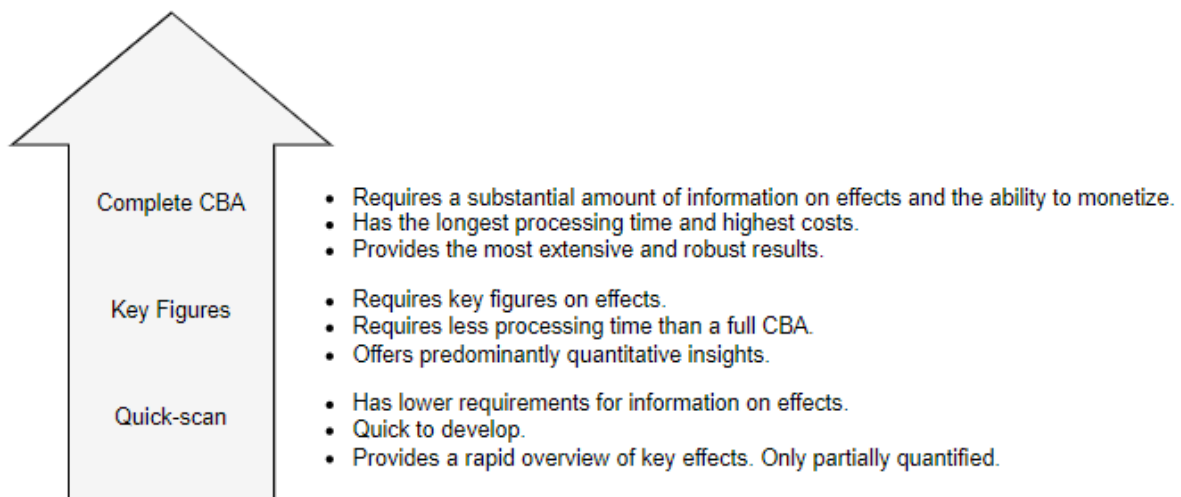 Complete CBA
• Requires a substantial amount of information on effects and the ability to monetize.
• Has the longest processing time and highest costs.
• Provides the most extensive and robust results.
Key Figures
• Requires key figures on effects.
• Requires less processing time than a full CBA.
• Offers predominantly quantitative insights.
Quick-scan
• Has lower requirements for information on effects.
• Quick to develop.
• Provides a rapid overview of key effects. Only partially quantified.